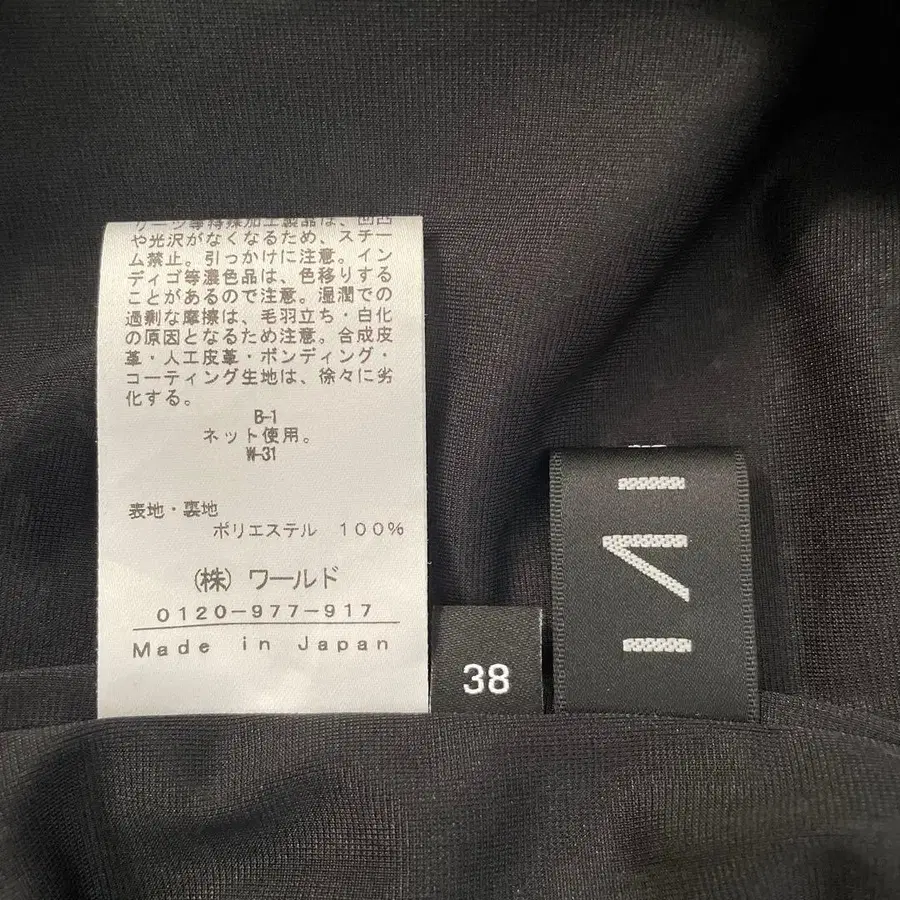 ケーツ等特殊加工製品は、凹凸
や光沢がなくなるため、スチー
ム禁止。引っかけに注意。イン
ディゴ等濃色品は、色移りする
ことがあるので注意。湿潤での
過剰な摩擦は、毛羽立ち・白化
の原因となるため注意。合成皮
革・人工皮革・ボンディング・
コーティング生地は、徐々に劣
化する。
B-1
ネット使用。
W-31
表地・裏地
ポリエステル 100%
(株)ワールド
0120-977-917
Made in Japan
38